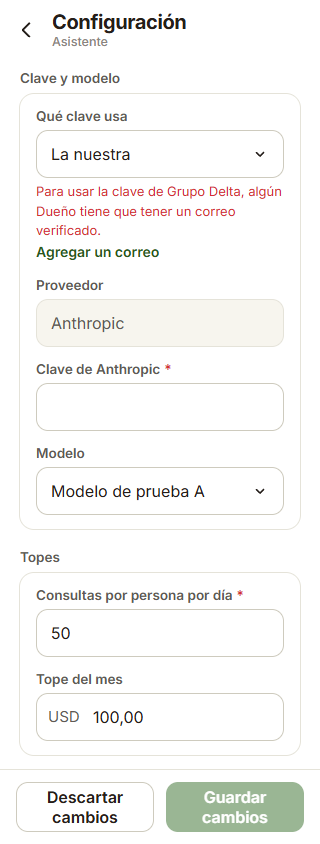 Configuración
Asistente
Clave y modelo
Qué clave usa
La nuestra
Para usar la clave de Grupo Delta, algún
Dueño tiene que tener un correo
verificado.
Agregar un correo
Proveedor
Anthropic
Clave de Anthropic *
Modelo
Modelo de prueba A
Topes
Consultas por persona por día *
50
Tope del mes
USD 100,00
Descartar
cambios
Guardar
cambios